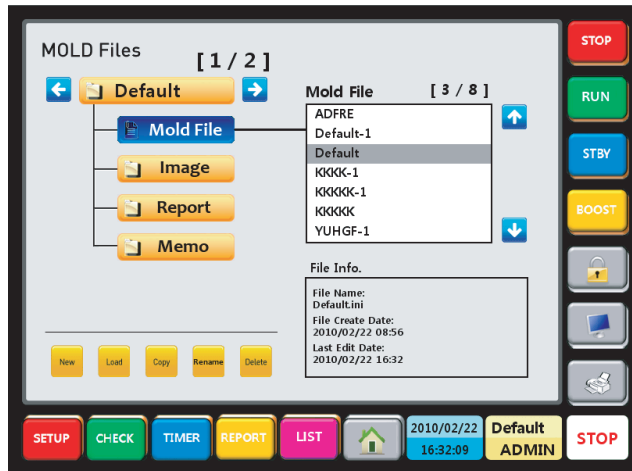 MOLD Files
[ 1 / 2 ]
Default
Mold File
Image
Report
Memo
Mold File [ 3 / 8 ]
ADFRE
Default-1
Default
KKKK-1
KKKKK-1
KKKKK
YUHGF-1
File Info.
File Name:
Default.ini
File Create Date:
2010/02/22 08:56
Last Edit Date:
2010/02/22 16:32
New Load Copy Rename Delete
STOP
RUN
STBY
BOOST
SETUP CHECK TIMER REPORT LIST
2010/02/22 Default
16:32:09 ADMIN
STOP